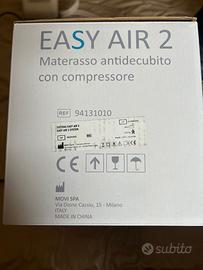 EASY AIR 2
Materasso antidecubito
con compressore
REF 94131010
CE
MOVI SPA
Via Dione Cassio, 15 - Milano
ITALY
MADE IN CHINA
subito